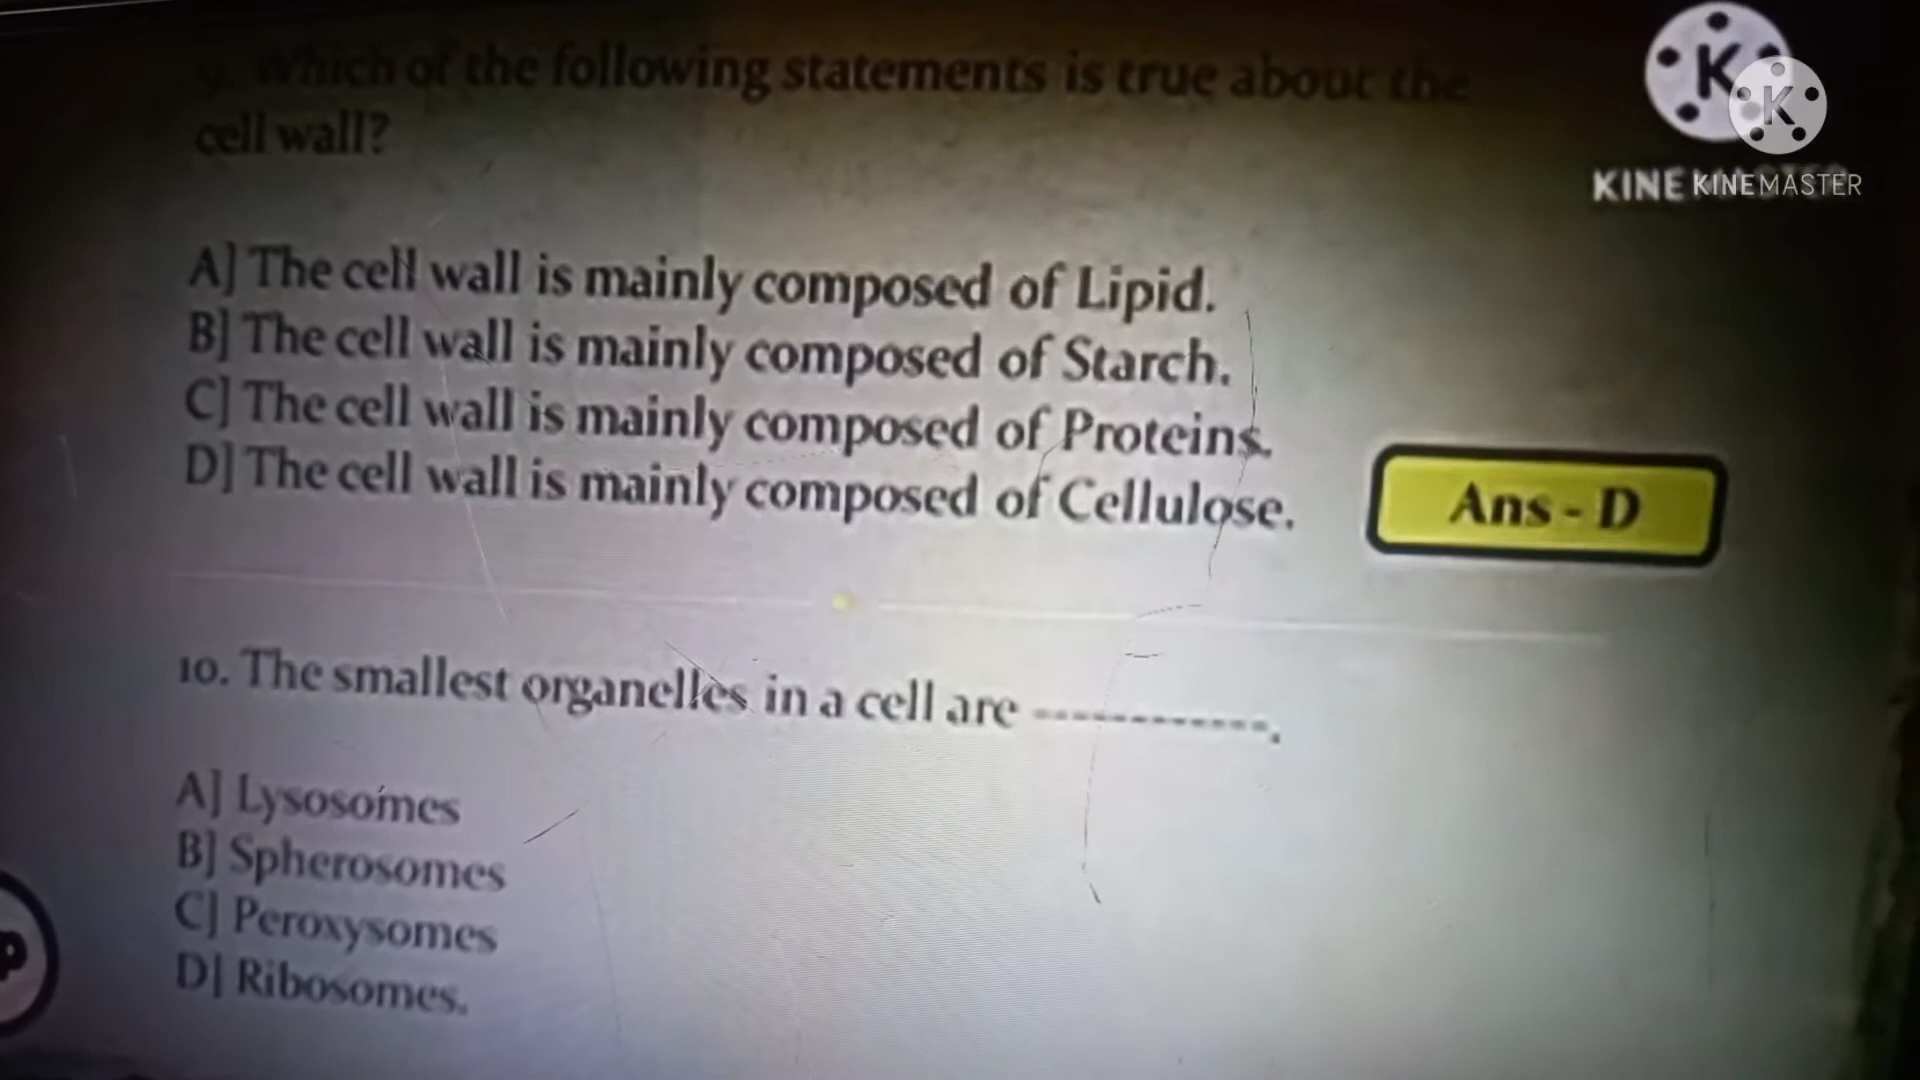 9. Which of the following statements is true about the
cell wall?
A] The cell wall is mainly composed of Lipid.
B] The cell wall is mainly composed of Starch.
C] The cell wall is mainly composed of Proteins.
D] The cell wall is mainly composed of Cellulose.
Ans - D
10. The smallest organelles in a cell are ------------.
A] Lysosomes
B] Spherosomes
C] Peroxysomes
D] Ribosomes.
K
KINE
K
KINEMASTER
P